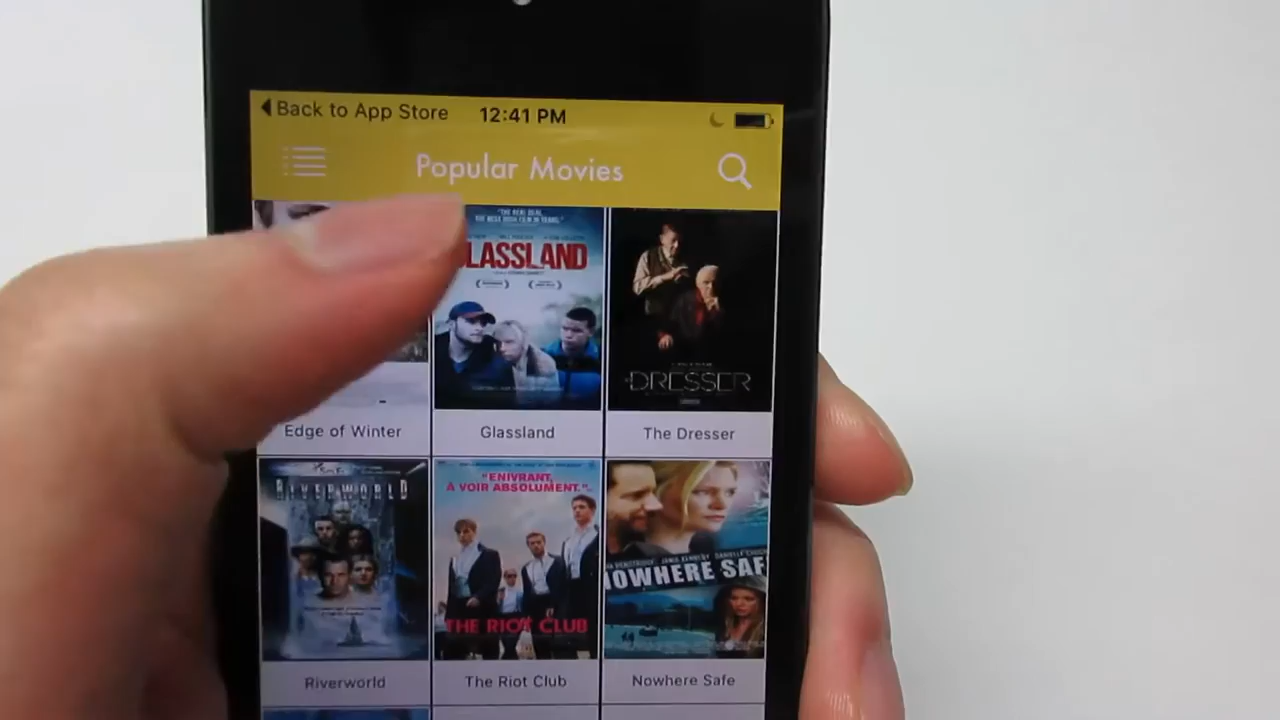 Back to App Store
12:41 PM
Popular Movies
"THE REAL DEAL.
LASSLAND
DRESSER
Edge of Winter
Glassland
The Dresser
RIVERWORLD
"ENIVRANT,
À VOIR ABSOLUMENT."
THE RIOT CLUB
NOWHERE SAF
Riverworld
The Riot Club
Nowhere Safe